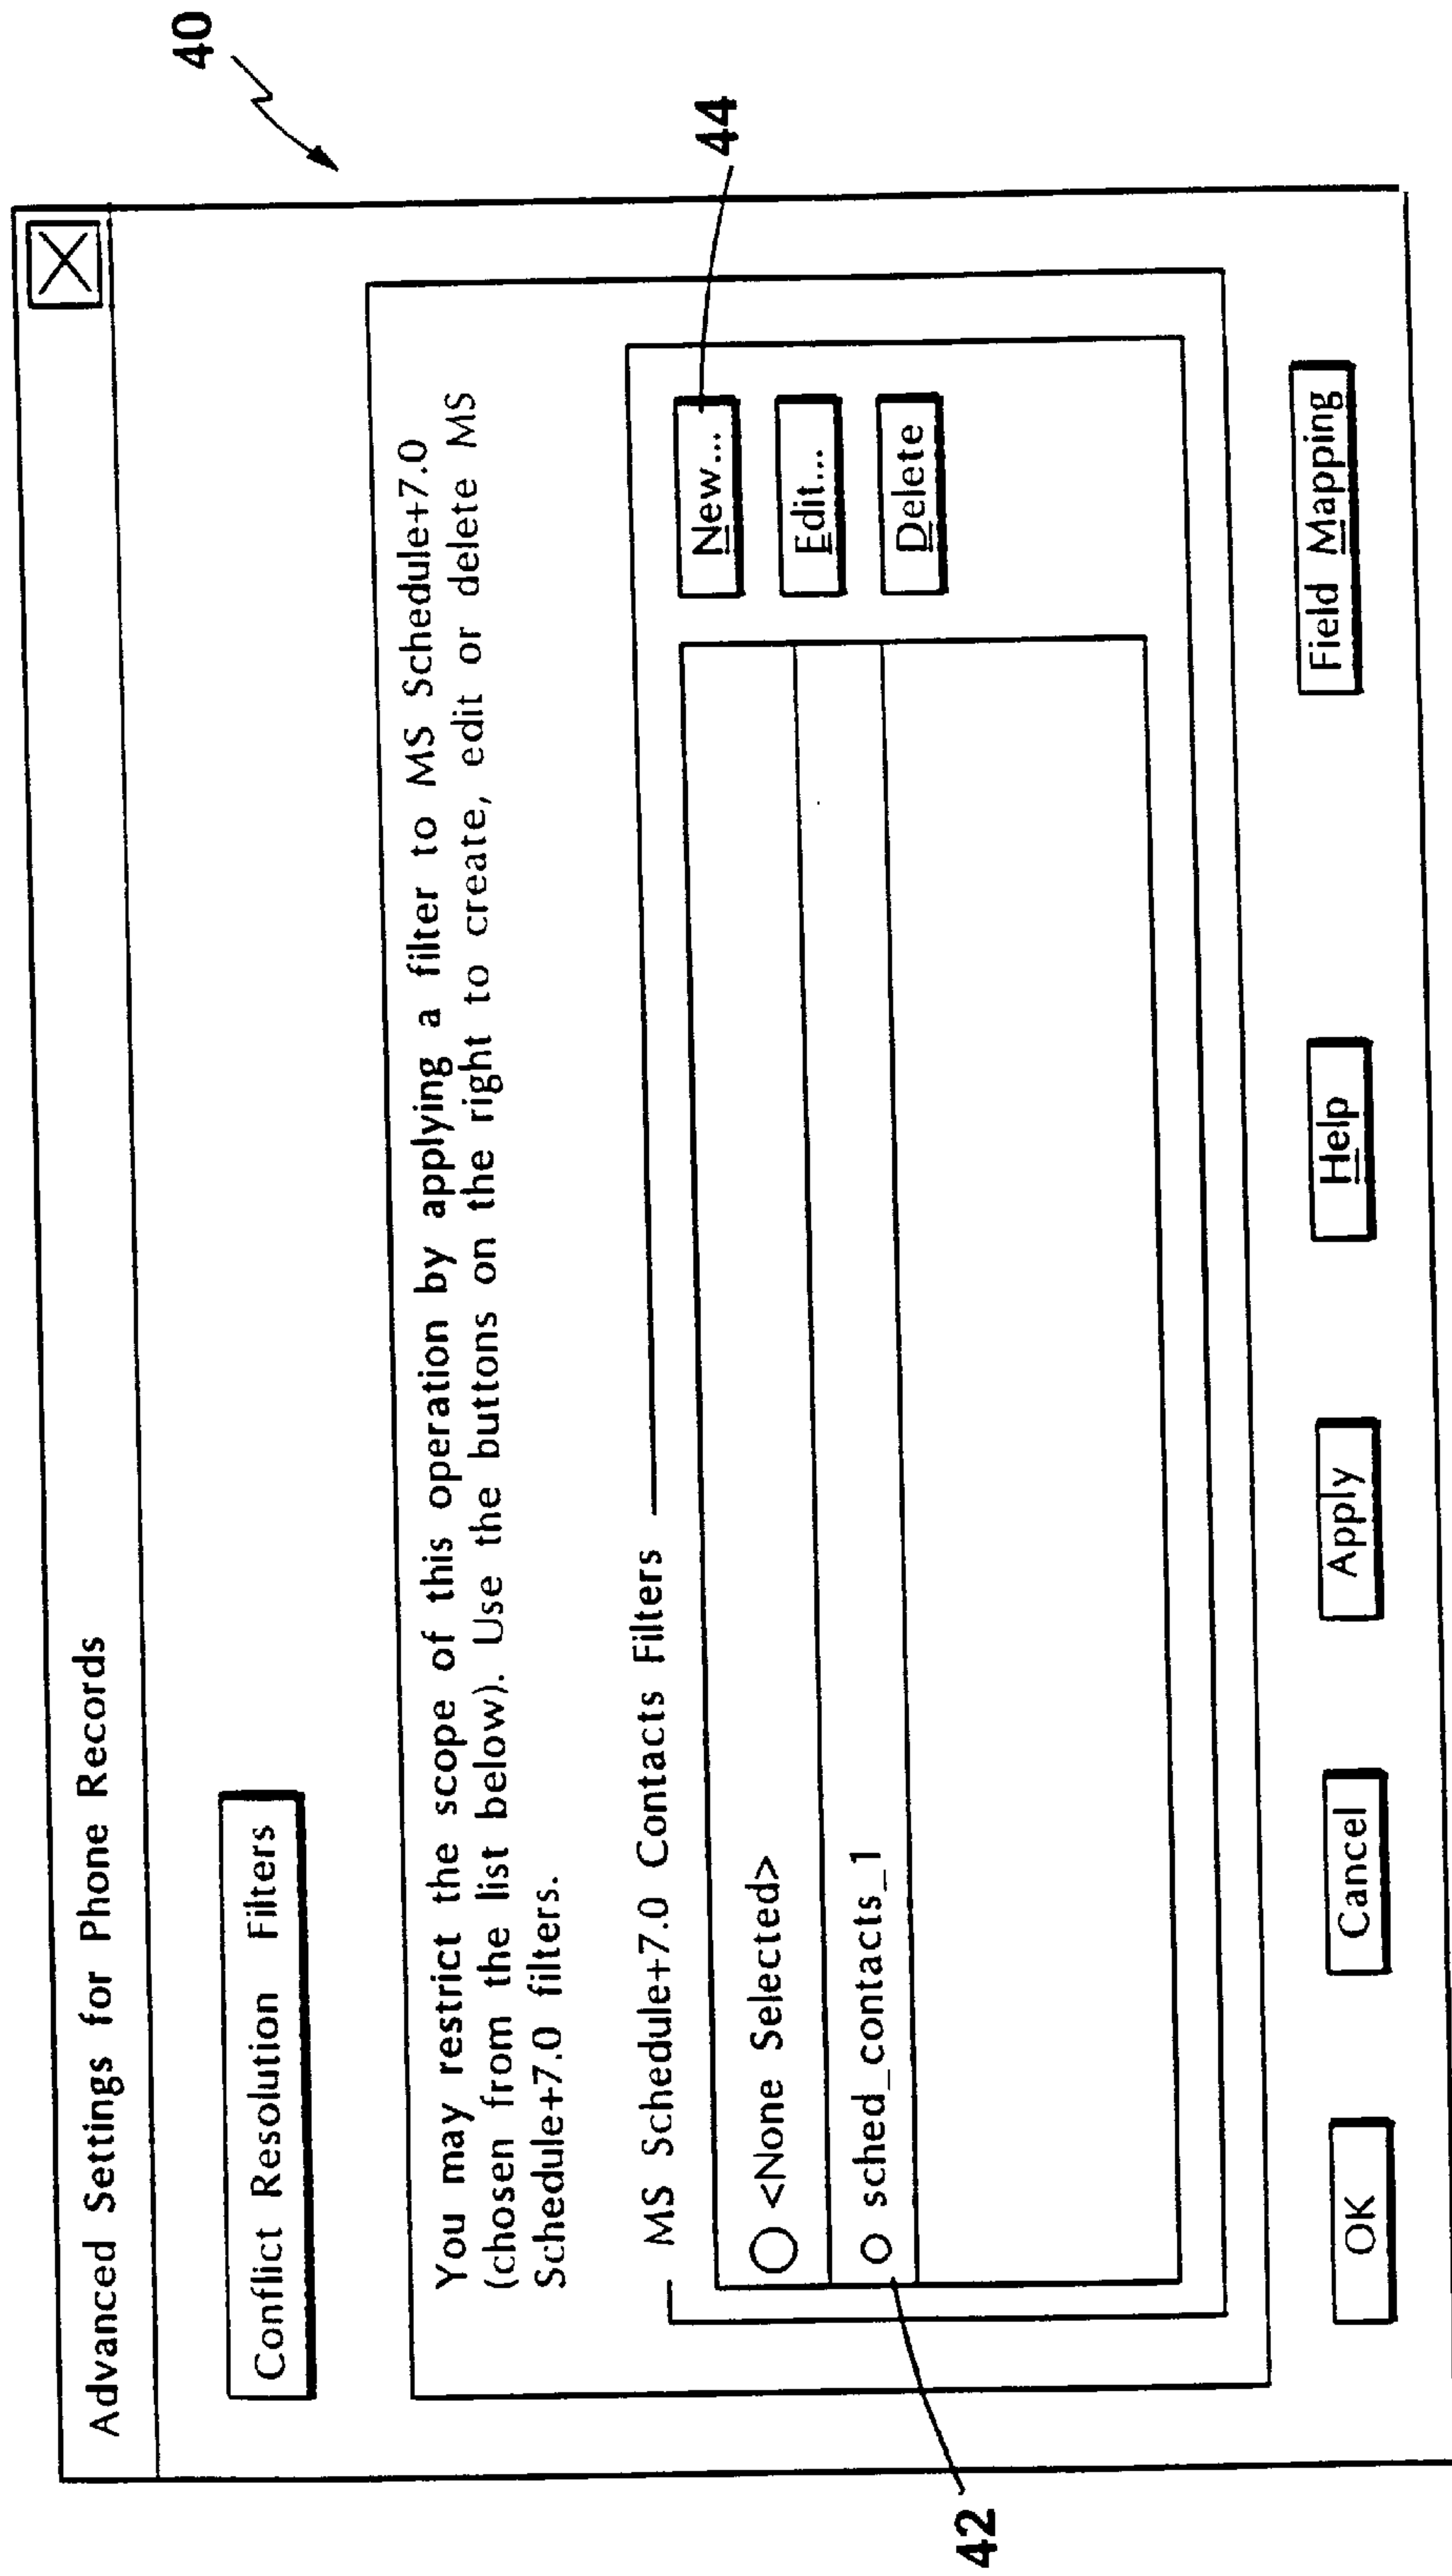 40
Advanced Settings for Phone Records
Conflict Resolution Filters
You may restrict the scope of this operation by applying a filter to MS Schedule+7.0
(chosen from the list below). Use the buttons on the right to create, edit or delete MS
Schedule+7.0 filters.
MS Schedule+7.0 Contacts Filters
44
<None Selected>
sched_contacts_1
New...
Edit...
Delete
42
OK
Cancel
Apply
Help
Field Mapping